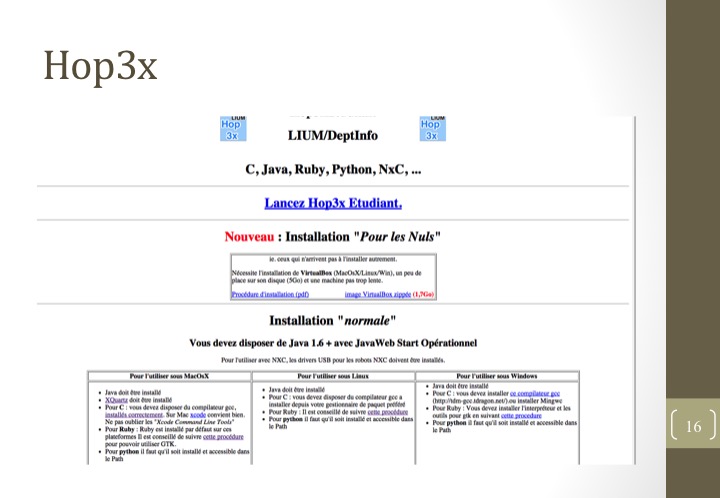 Hop3x
LIUM
Hop
3x
LIUM
Hop
3x
LIUM/DeptInfo
C, Java, Ruby, Python, NxC, ...
Lancez Hop3x Etudiant.
Nouveau : Installation "Pour les Nuls"
ie. ceux qui n'arrivent pas à l'installer autrement.
Nécessite l'installation de VirtualBox (MacOsX/Linux/Win), un peu de
place sur son disque (5Go) et une machine pas trop lente.
Procédure d'installation (pdf) image VirtualBox zippée (1,7Go)
Installation "normale"
Vous devez disposer de Java 1.6 + avec JavaWeb Start Opérationnel
Pour l'utiliser avec NXC, les drivers USB pour les robots NXC doivent être installés.
Pour l'utiliser sous MacOsX
• Java doit être installé
• XQuartz doit être installé
• Pour C : vous devez disposer du compilateur gcc,
installés correctement. Sur Mac xcode convient bien.
Ne pas oublier les "Xcode Command Line Tools"
• Pour Ruby : Ruby est installé par défaut sur ces
plateformes Il est conseillé de suivre cette procédure
pour pouvoir utiliser GTK.
• Pour python il faut qu'il soit installé et accessible dans
le Path
Pour l'utiliser sous Linux
• Java doit être installé
• Pour C : vous devez disposer du compilateur gcc a
installer depuis votre gestionnaire de paquet préféré
• Pour Ruby : Il est conseillé de suivre cette procédure
• Pour python il faut qu'il soit installé et accessible dans
le Path
Pour l'utiliser sous Windows
• Java doit être installé
• Pour C : vous devez installer ce compilateur gcc
(http://tdm-gcc.tdragon.net/).ou installer Mingwc
• Pour Ruby : Vous devez installer l'interpréteur et les
outils pour gtk en suivant cette procédure
• Pour python il faut qu'il soit installé et accessible dans
le Path
16